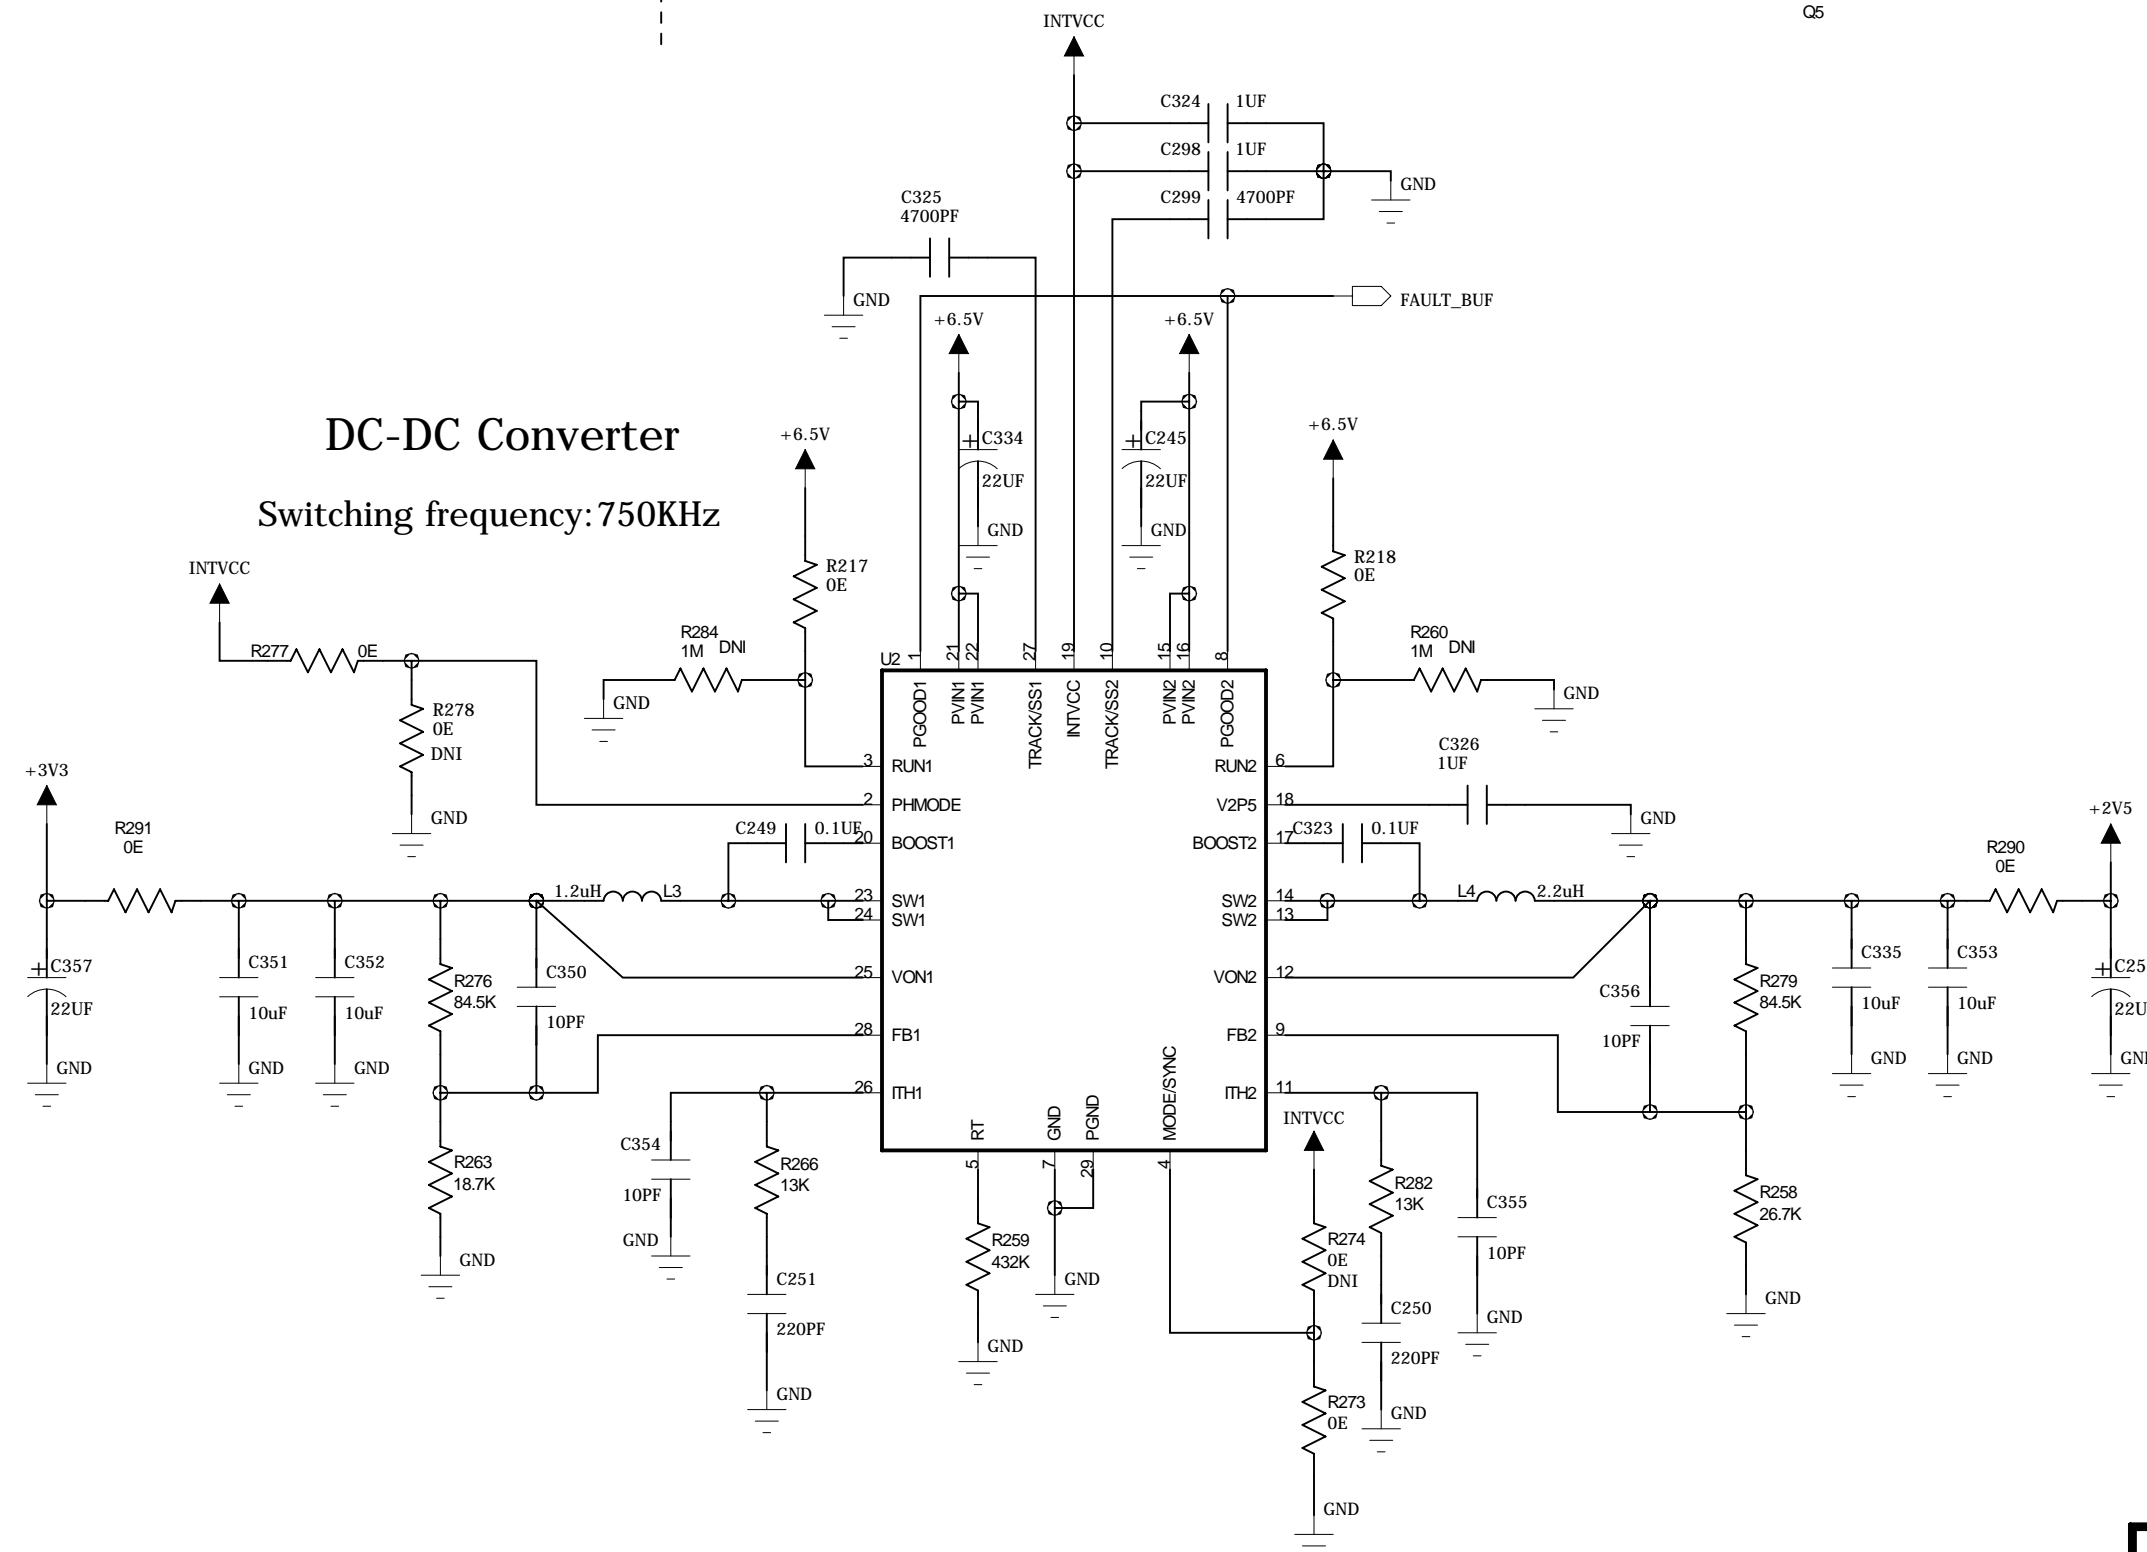 Q5
INTVCC
C324 1UF
C298 1UF
GND
C299 4700PF
C325
4700PF
GND
FAULT_BUF
+6.5V
+6.5V
DC-DC Converter
Switching frequency:750KHz
+6.5V
C334
22UF
GND
C245
22UF
GND
+6.5V
INTVCC
R217
0E
R218
0E
R277 0E
R284
1M DNI
GND
R260
1M DNI
GND
U2
1 21 22 27 19 10 15 16 8
PGOOD1
PVIN1
PVIN1
TRACK/SS1
INTVCC
TRACK/SS2
PVIN2
PVIN2
PGOOD2
R278
0E
DNI
GND
3 RUN1
RUN2 6
2 PHMODE
V2P5 18
C326
1UF
GND
C249 0.1UF
20 BOOST1
BOOST2 17
C323 0.1UF
+3V3
R291
0E
1.2uH L3
23 SW1
24 SW1
SW2 14
SW2 13
L4 2.2uH
R290
0E
+2V5
C357
22UF
GND
C351
10uF
GND
C352
10uF
GND
R276
84.5K
C350
10PF
25 VON1
VON2 12
28 FB1
FB2 9
26 ITH1
ITH2 11
C356
10PF
R279
84.5K
C335
10uF
GND
C353
10uF
GND
C25
22U
GN
RT
GND
PGND
MODE/SYNC
5 7 29 4
R263
18.7K
GND
C354
10PF
GND
R266
13K
C251
220PF
GND
R259
432K
GND
GND
INTVCC
R274
0E
DNI
R282
13K
C355
10PF
GND
C250
220PF
GND
R273
0E
GND
R258
26.7K
GND